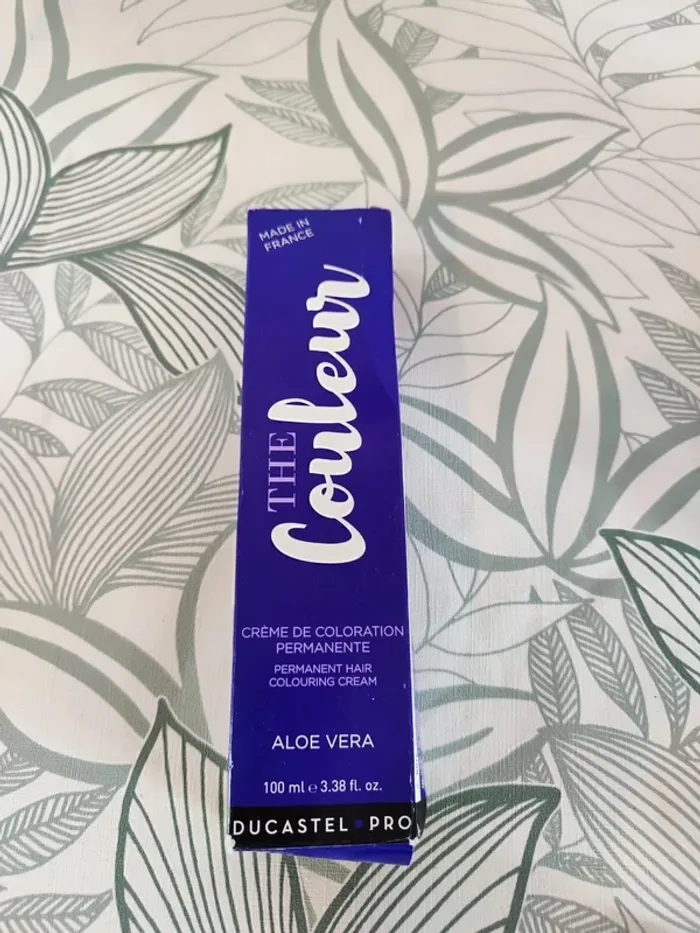 MADE IN
FRANCE
THE
Couleur
CRÈME DE COLORATION
PERMANENTE
PERMANENT HAIR
COLOURING CREAM
ALOE VERA
100 ml ℮ 3.38 fl. oz.
DUCASTEL • PRO